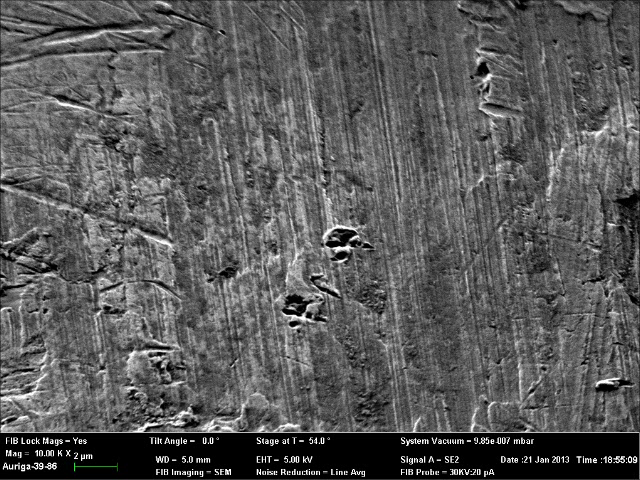 FIB Lock Mags = Yes Tilt Angle = 0.0 ° Stage at T = 54.0 ° System Vacuum = 9.85e-007 mbar
Mag = 10.00 K X 2 µm WD = 5.0 mm EHT = 5.00 kV Signal A = SE2 Date :21 Jan 2013 Time :18:55:09
Auriga-39-86 FIB Imaging = SEM Noise Reduction = Line Avg FIB Probe = 30KV:20 pA